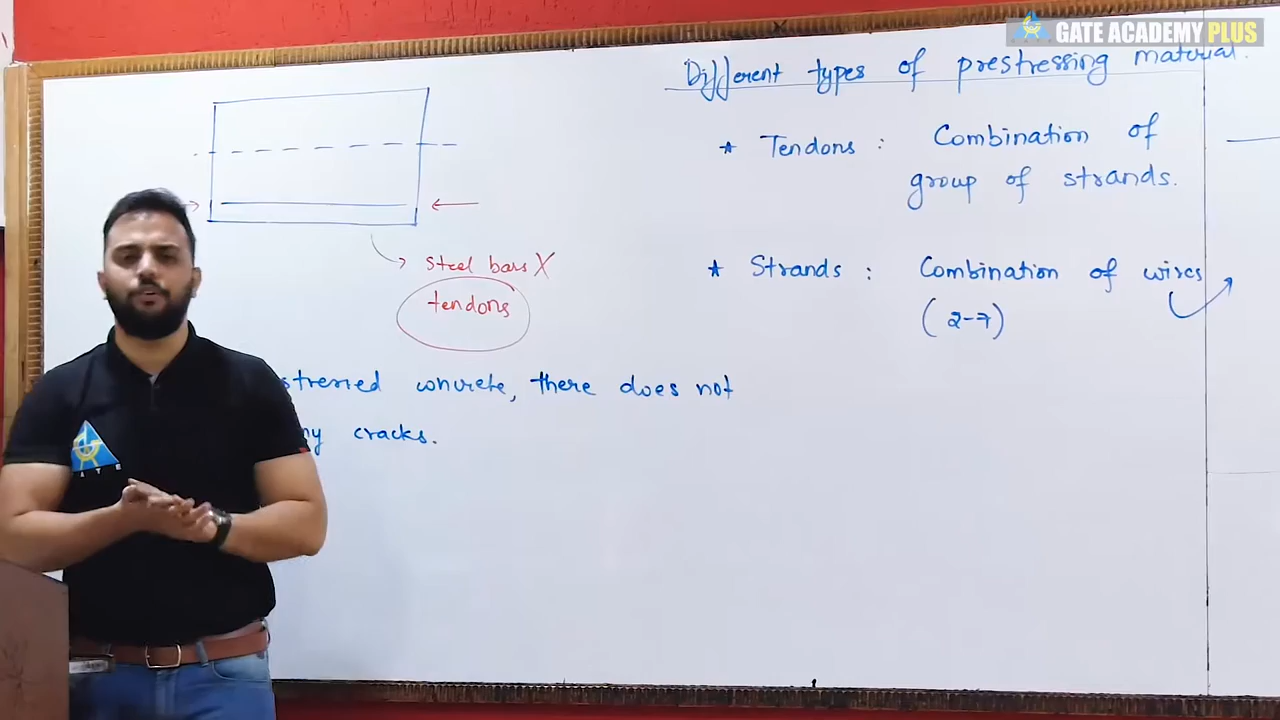 GATE ACADEMY PLUS
Different types of prestressing material.
★ Tendons : Combination of
group of strands.
★ Strands : Combination of wires
(2-7)
steel bars X
tendons
stressed concrete, there does not
ny cracks.
A T E